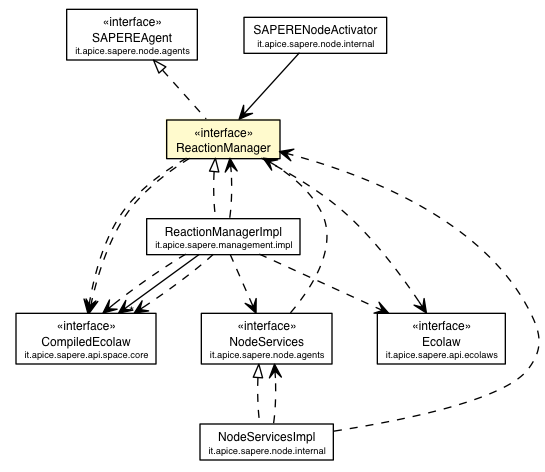 «interface»
SAPEREAgent
it.apice.sapere.node.agents
SAPERENodeActivator
it.apice.sapere.node.internal
«interface»
ReactionManager
ReactionManagerImpl
it.apice.sapere.management.impl
«interface»
CompiledEcolaw
it.apice.sapere.api.space.core
«interface»
NodeServices
it.apice.sapere.node.agents
«interface»
Ecolaw
it.apice.sapere.api.ecolaws
NodeServicesImpl
it.apice.sapere.node.internal